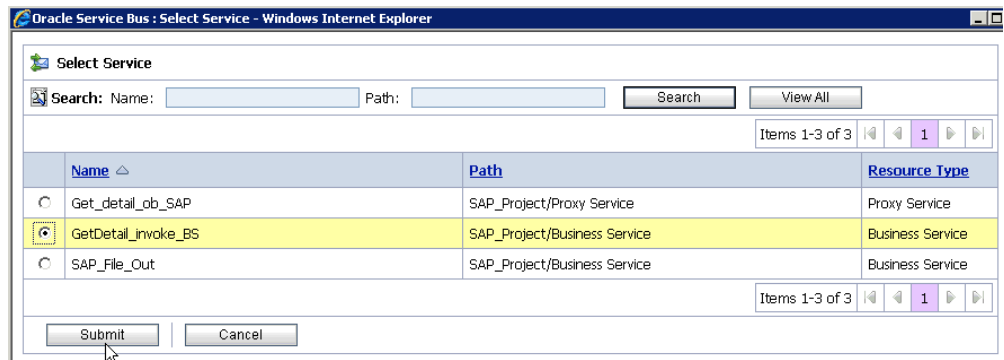 Oracle Service Bus : Select Service - Windows Internet Explorer
Select Service
Search: Name: Path: Search View All
Items 1-3 of 3 1
Name Path Resource Type
Get_detail_ob_SAP SAP_Project/Proxy Service Proxy Service
GetDetail_invoke_BS SAP_Project/Business Service Business Service
SAP_File_Out SAP_Project/Business Service Business Service
Items 1-3 of 3 1
Submit Cancel